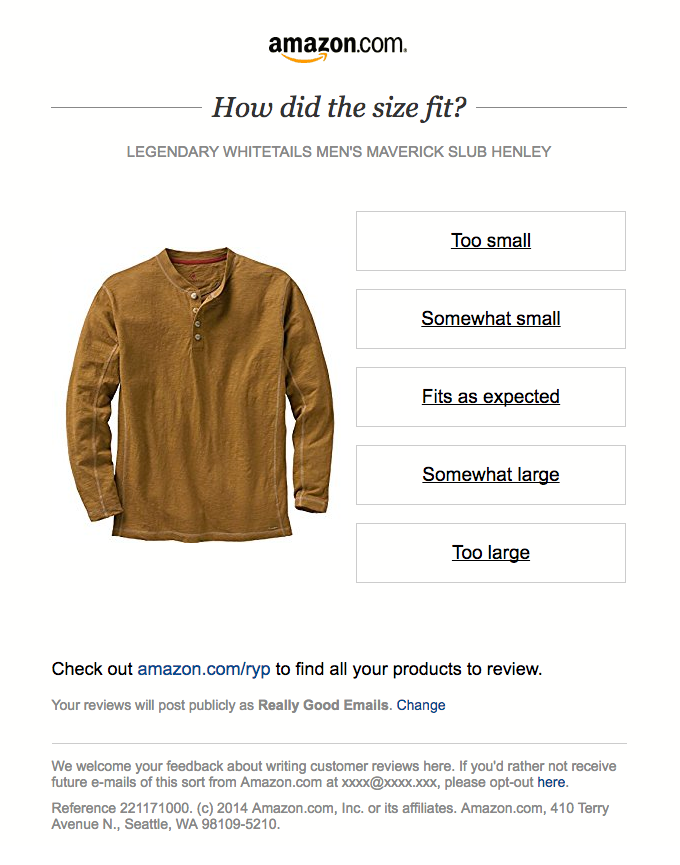 amazon.com
How did the size fit?
LEGENDARY WHITETAILS MEN'S MAVERICK SLUB HENLEY
Too small
Somewhat small
Fits as expected
Somewhat large
Too large
Check out amazon.com/ryp to find all your products to review.
Your reviews will post publicly as Really Good Emails. Change
We welcome your feedback about writing customer reviews here. If you'd rather not receive
future e-mails of this sort from Amazon.com at xxxx@xxxx.xxx, please opt-out here.
Reference 221171000. (c) 2014 Amazon.com, Inc. or its affiliates. Amazon.com, 410 Terry
Avenue N., Seattle, WA 98109-5210.